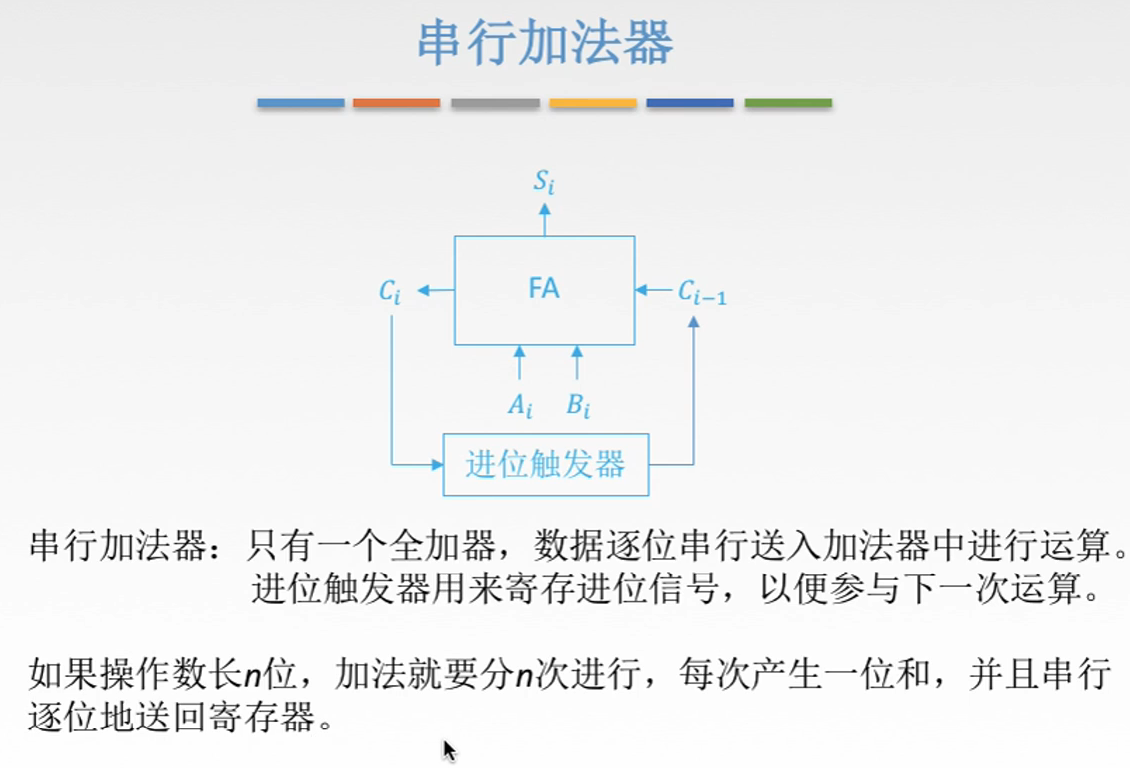 串行加法器
Sᵢ
Cᵢ
FA
Cᵢ₋₁
Aᵢ Bᵢ
进位触发器
串行加法器：只有一个全加器，数据逐位串行送入加法器中进行运算。
进位触发器用来寄存进位信号，以便参与下一次运算。
如果操作数长n位，加法就要分n次进行，每次产生一位和，并且串行
逐位地送回寄存器。